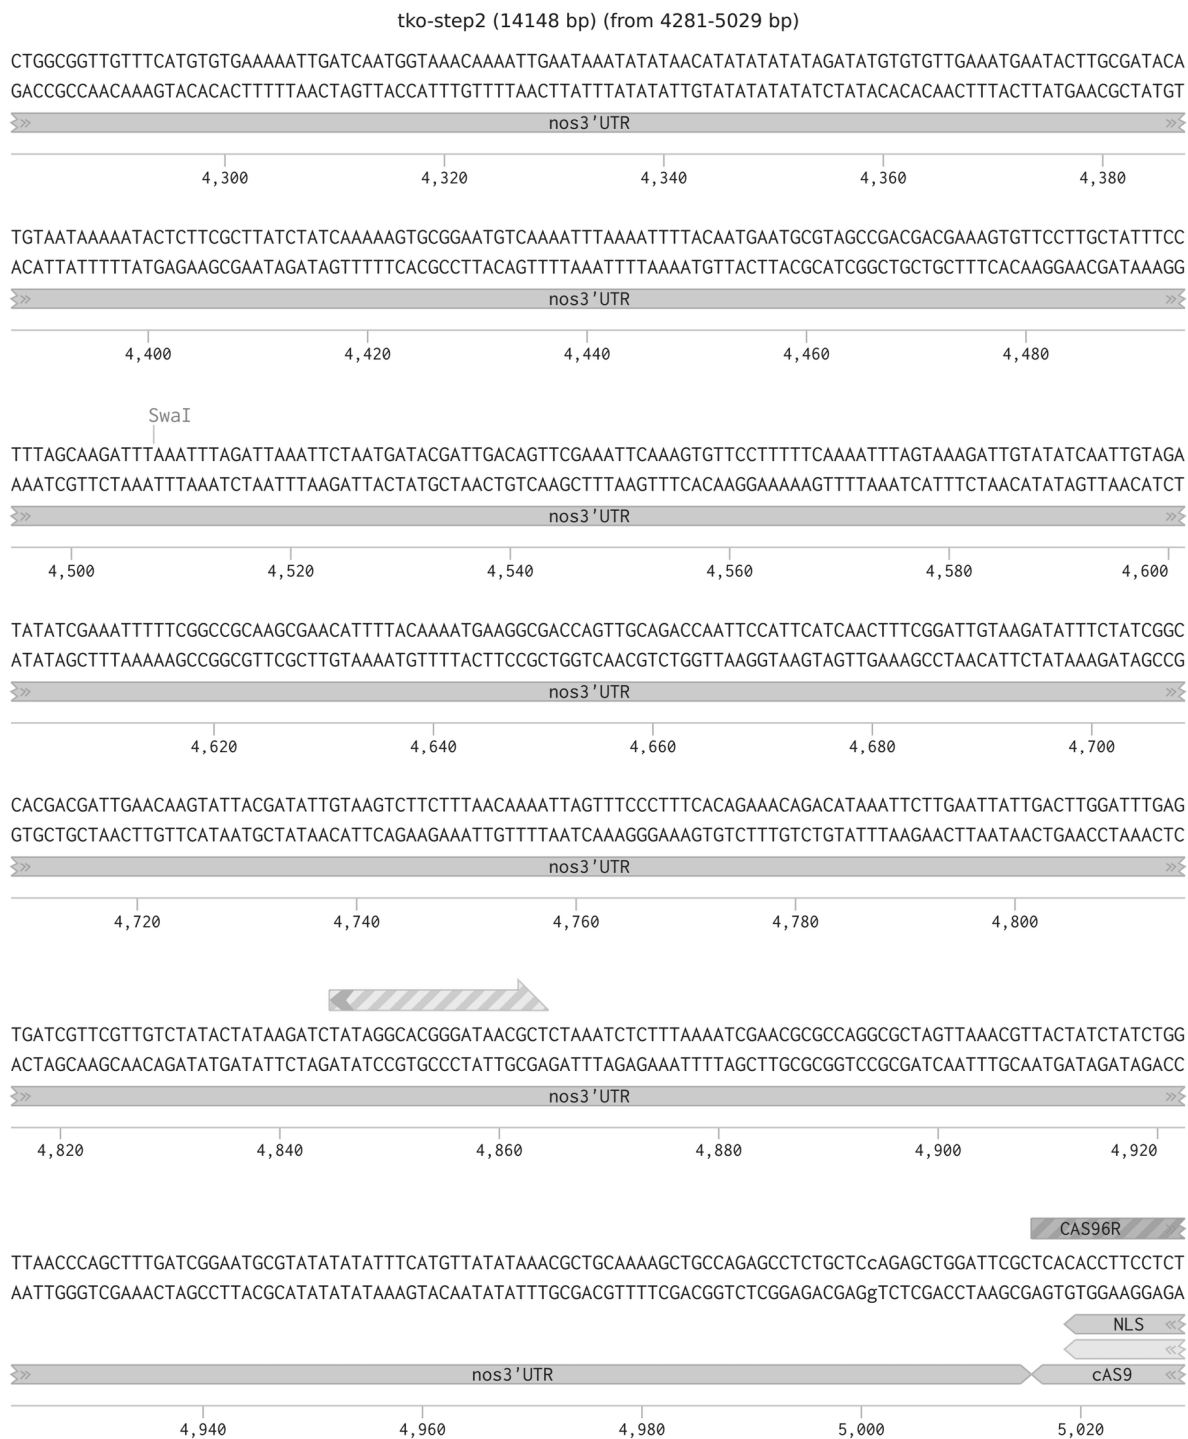 tko-step2 (14148 bp) (from 4281-5029 bp)
CTGGCGGTTGTTTCATGTGTGAAAAATTGATCAATGGTAAACAAAATTGAATAAATATATAACATATATATATAGATATGTGTGTTGAAATGAATACTTGCGATACA
GACCGCCAACAAAGTACACACTTTTTAACTAGTTACCATTTGTTTTAACTTATTTATATATTGTATATATATATCTATACACACAACTTTACTTATGAACGCTATGT
nos3'UTR
4,300 4,320 4,340 4,360 4,380
TGTAATAAAAATACTCTTCGCTTATCTATCAAAAAGTGCGGAATGTCAAAATTTAAAATTTTACAATGAATGCGTAGCCGACGACGAAAGTGTTCCTTGCTATTTCC
ACATTATTTTTATGAGAAGCGAATAGATAGTTTTTCACGCCTTACAGTTTTAAATTTTAAAATGTTACTTACGCATCGGCTGCTGCTTTCACAAGGAACGATAAAGG
nos3'UTR
4,400 4,420 4,440 4,460 4,480
SwaI
TTTAGCAAGATTTAAATTTAGATTAAATTCTAATGATACGATTGACAGTTCGAAATTCAAAGTGTTCCTTTTTCAAAATTTAGTAAAGATTGTATATCAATTGTAGA
AAATCGTTCTAAATTTAAATCTAATTTAAGATTACTATGCTAACTGTCAAGCTTTAAGTTTCACAAGGAAAAAGTTTTAAATCATTTCTAACATATAGTTAACATCT
nos3'UTR
4,500 4,520 4,540 4,560 4,580 4,600
TATATCGAAATTTTTCGGCCGCAAGCGAACATTTTACAAAATGAAGGCGACCAGTTGCAGACCAATTCCATTCATCAACTTTCGGATTGTAAGATATTTCTATCGGC
ATATAGCTTTAAAAAGCCGGCGTTCGCTTGTAAAATGTTTTACTTCCGCTGGTCAACGTCTGGTTAAGGTAAGTAGTTGAAAGCCTAACATTCTATAAAGATAGCCG
nos3'UTR
4,620 4,640 4,660 4,680 4,700
CACGACGATTGAACAAGTATTACGATATTGTAAGTCTTCTTTAACAAAATTAGTTTCCCTTTCACAGAAACAGACATAAATTCTTGAATTATTGACTTGGATTTGAG
GTGCTGCTAACTTGTTCATAATGCTATAACATTCAGAAGAAATTGTTTTAATCAAAGGGAAAGTGTCTTTGTCTGTATTTAAGAACTTAATAACTGAACCTAAACTC
nos3'UTR
4,720 4,740 4,760 4,780 4,800
TGATCGTTCGTTGTCTATACTATAAGATCTATAGGCACGGGATAACGCTCTAAATCTCTTTAAAATCGAACGCGCCAGGCGCTAGTTAAACGTTACTATCTATCTGG
ACTAGCAAGCAACAGATATGATATTCTAGATATCCGTGCCCTATTGCGAGATTTAGAGAAATTTTAGCTTGCGCGGTCCGCGATCAATTTGCAATGATAGATAGACC
nos3'UTR
4,820 4,840 4,860 4,880 4,900 4,920
CAS96R
TTAACCCAGCTTTGATCGGAATGCGTATATATATTTCATGTTATATAAACGCTGCAAAAGCTGCCAGAGCCTCTGCTCcAGAGCTGGATTCGCTCACACCTTCCTCT
AATTGGGTCGAAACTAGCCTTACGCATATATATAAAGTACAATATATTTGCGACGTTTTCGACGGTCTCGGAGACGAGgTCTCGACCTAAGCGAGTGTGGAAGGAGA
NLS
nos3'UTR cAS9
4,940 4,960 4,980 5,000 5,020